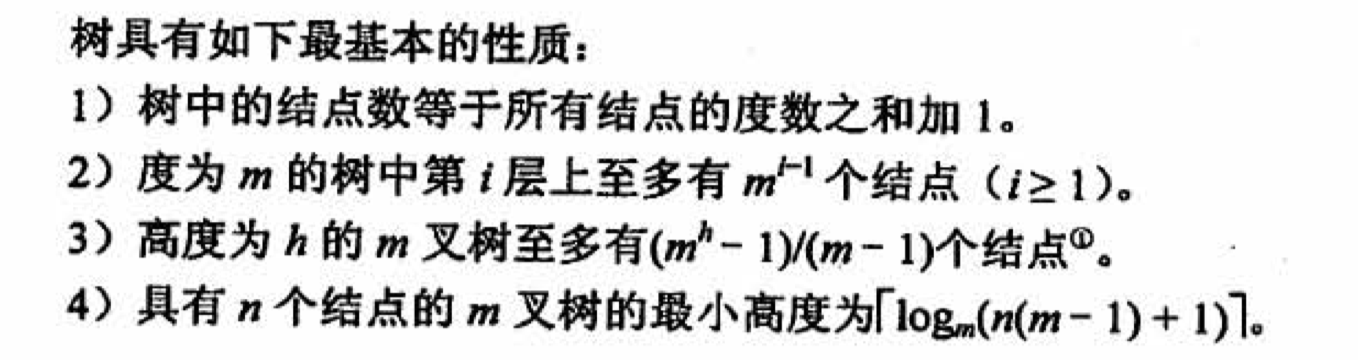 树具有如下最基本的性质：
1）树中的结点数等于所有结点的度数之和加 1。
2）度为 m 的树中第 i 层上至多有 mⁱ⁻¹ 个结点（i ≥ 1）。
3）高度为 h 的 m 叉树至多有(mʰ − 1)/(m − 1)个结点①。
4）具有 n 个结点的 m 叉树的最小高度为⌈logₘ(n(m − 1) + 1)⌉。